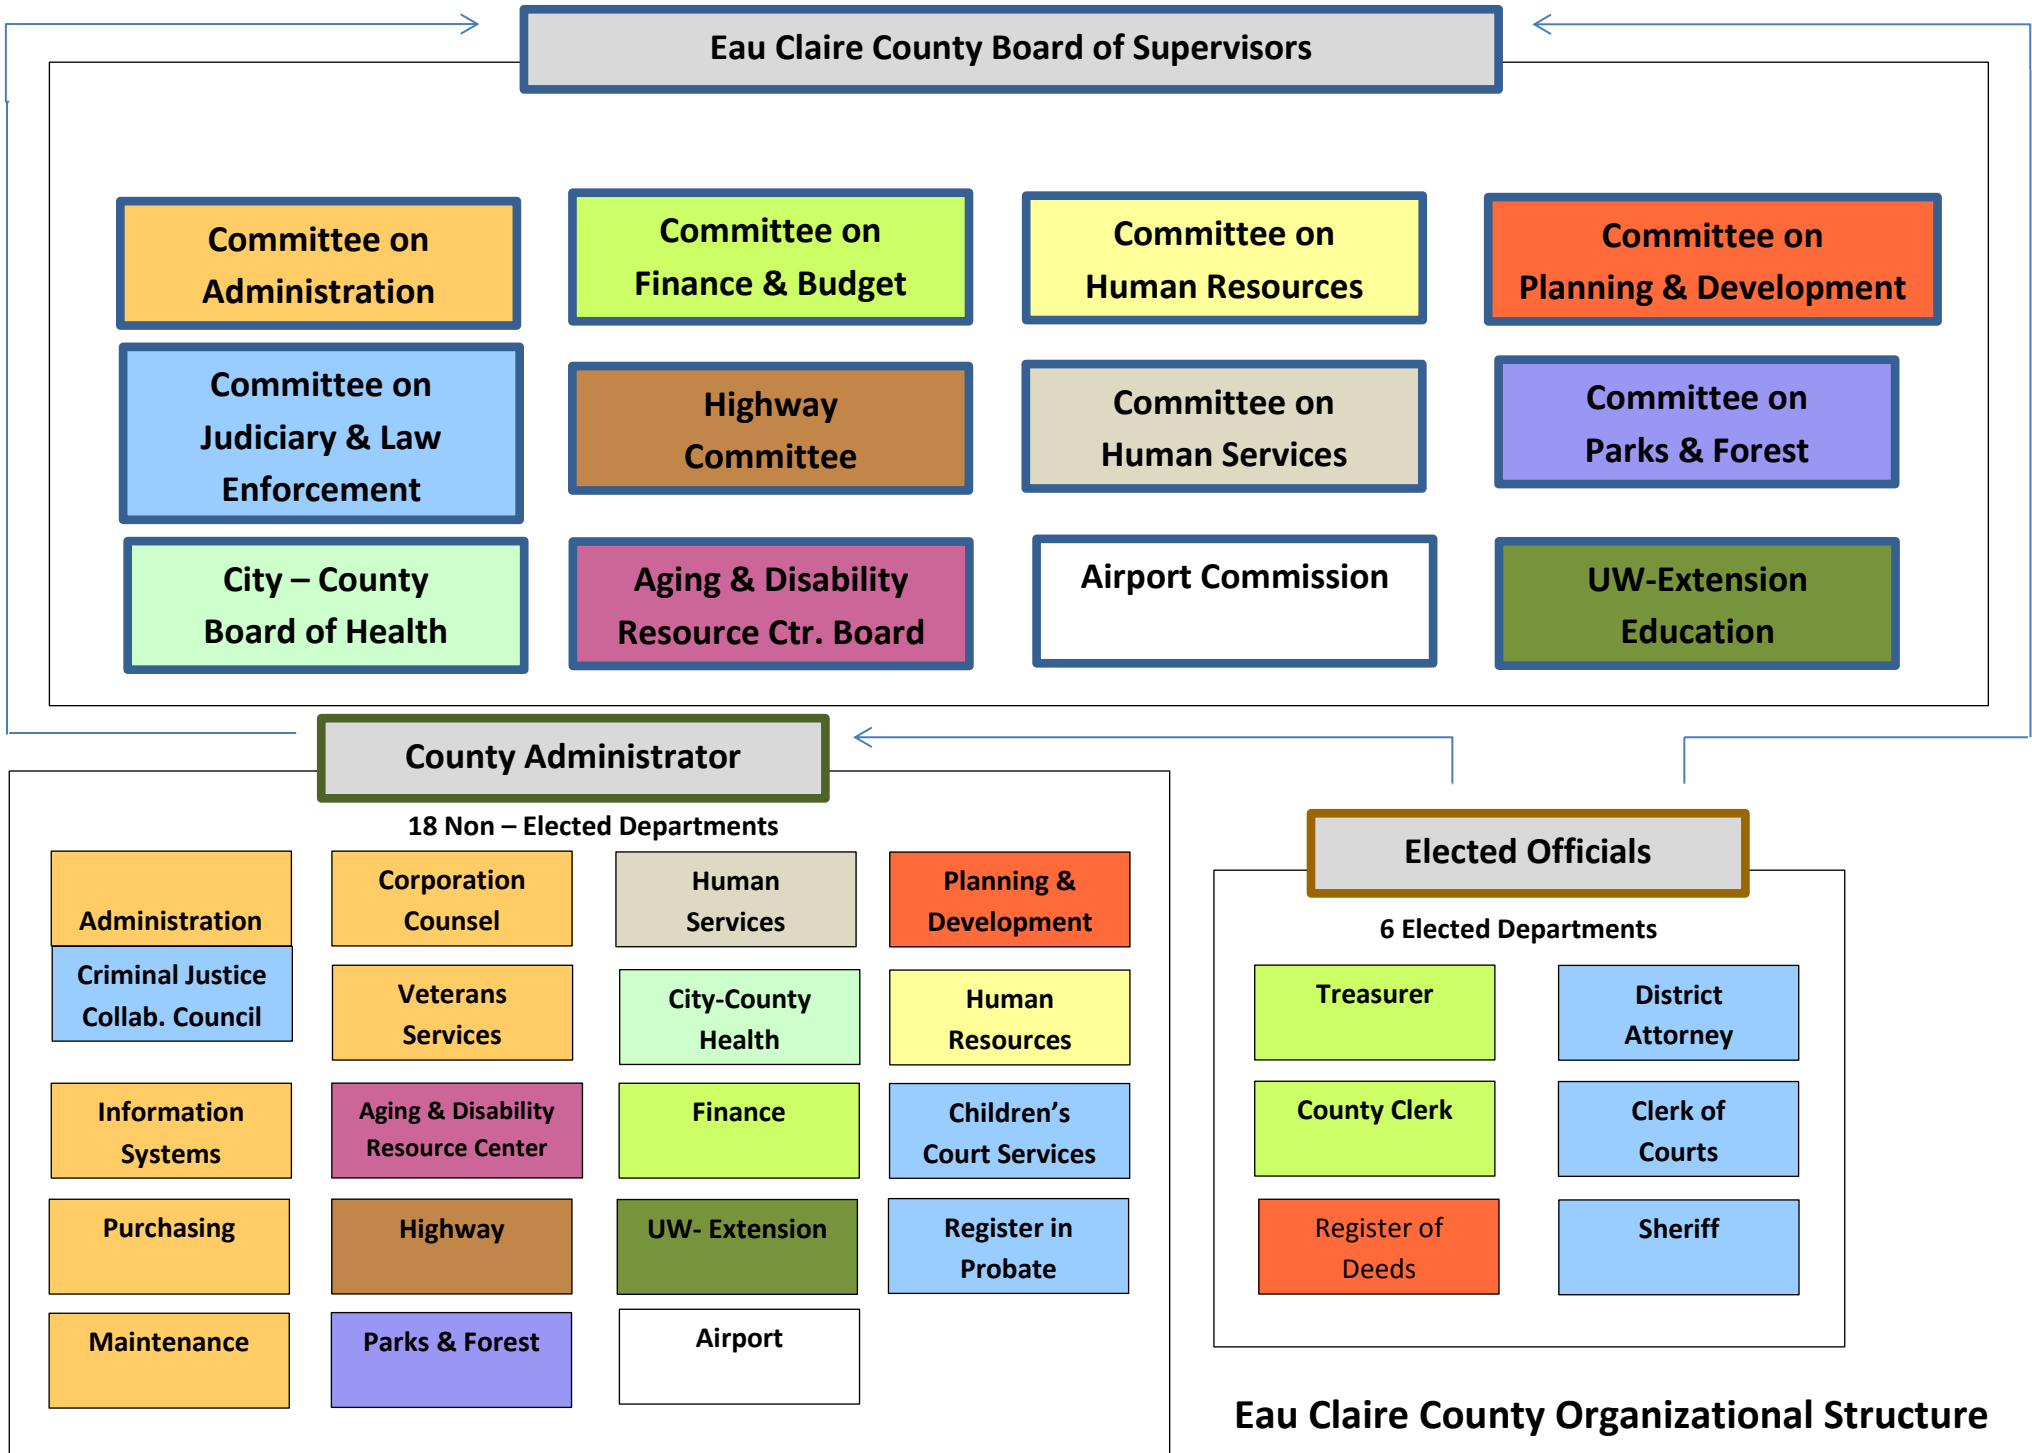 Eau Claire County Board of Supervisors
Committee on
Administration
Committee on
Finance & Budget
Committee on
Human Resources
Committee on
Planning & Development
Committee on
Judiciary & Law
Enforcement
Highway
Committee
Committee on
Human Services
Committee on
Parks & Forest
City – County
Board of Health
Aging & Disability
Resource Ctr. Board
Airport Commission
UW-Extension
Education
County Administrator
18 Non – Elected Departments
Administration
Corporation
Counsel
Human
Services
Planning &
Development
Criminal Justice
Collab. Council
Veterans
Services
City-County
Health
Human
Resources
Information
Systems
Aging & Disability
Resource Center
Finance
Children’s
Court Services
Purchasing
Highway
UW- Extension
Register in
Probate
Maintenance
Parks & Forest
Airport
Elected Officials
6 Elected Departments
Treasurer
District
Attorney
County Clerk
Clerk of
Courts
Register of
Deeds
Sheriff
Eau Claire County Organizational Structure